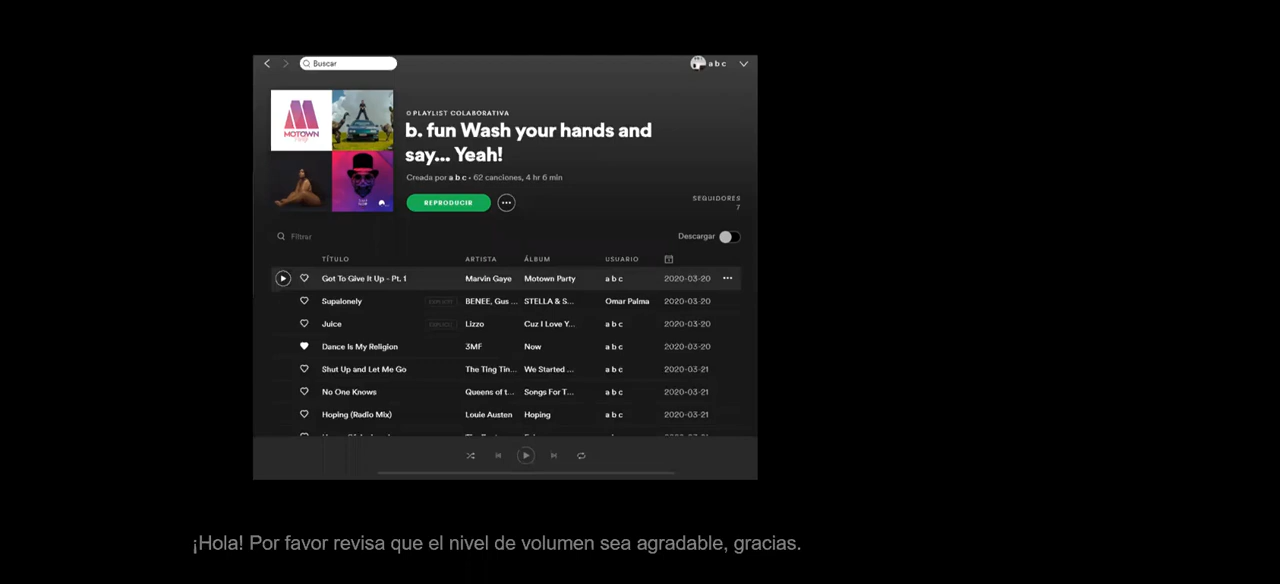 Buscar
a b c
MOTOWN
0 PLAYLIST COLABORATIVA
b. fun Wash your hands and
say... Yeah!
Creada por a b c • 62 canciones, 4 hr 6 min
REPRODUCIR
SEGUIDORES
7
Filtrar
Descargar
TÍTULO ARTISTA ÁLBUM USUARIO
Got To Give It Up - Pt. 1 Marvin Gaye Motown Party a b c 2020-03-20
Supalonely EXPLICIT BENEE, Gus ... STELLA & S... Omar Palma 2020-03-20
Juice EXPLICIT Lizzo Cuz I Love Y... a b c 2020-03-20
Dance Is My Religion 3MF Now a b c 2020-03-20
Shut Up and Let Me Go The Ting Tin... We Started ... a b c 2020-03-21
No One Knows Queens of t... Songs For T... a b c 2020-03-21
Hoping (Radio Mix) Louie Austen Hoping a b c 2020-03-21
¡Hola! Por favor revisa que el nivel de volumen sea agradable, gracias.